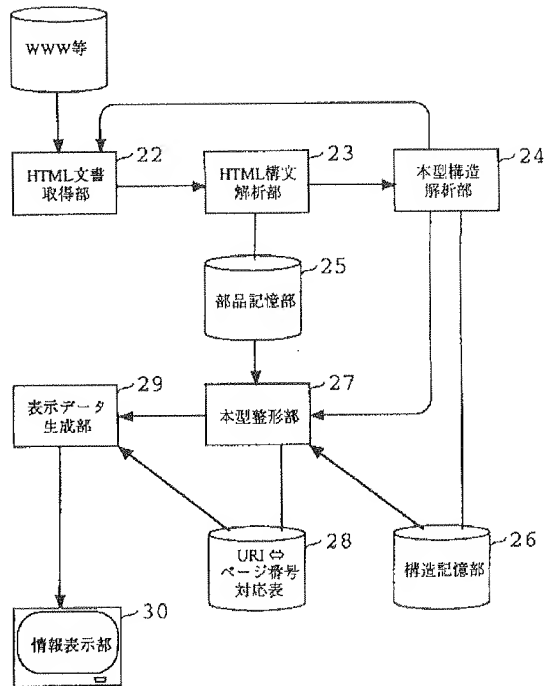 WWW等
22
HTML文書
取得部
23
HTML構文
解析部
24
本型構造
解析部
25
部品記憶部
29
表示データ
生成部
27
本型整形部
28
URI ⇔
ページ番号
対応表
26
構造記憶部
30
情報表示部